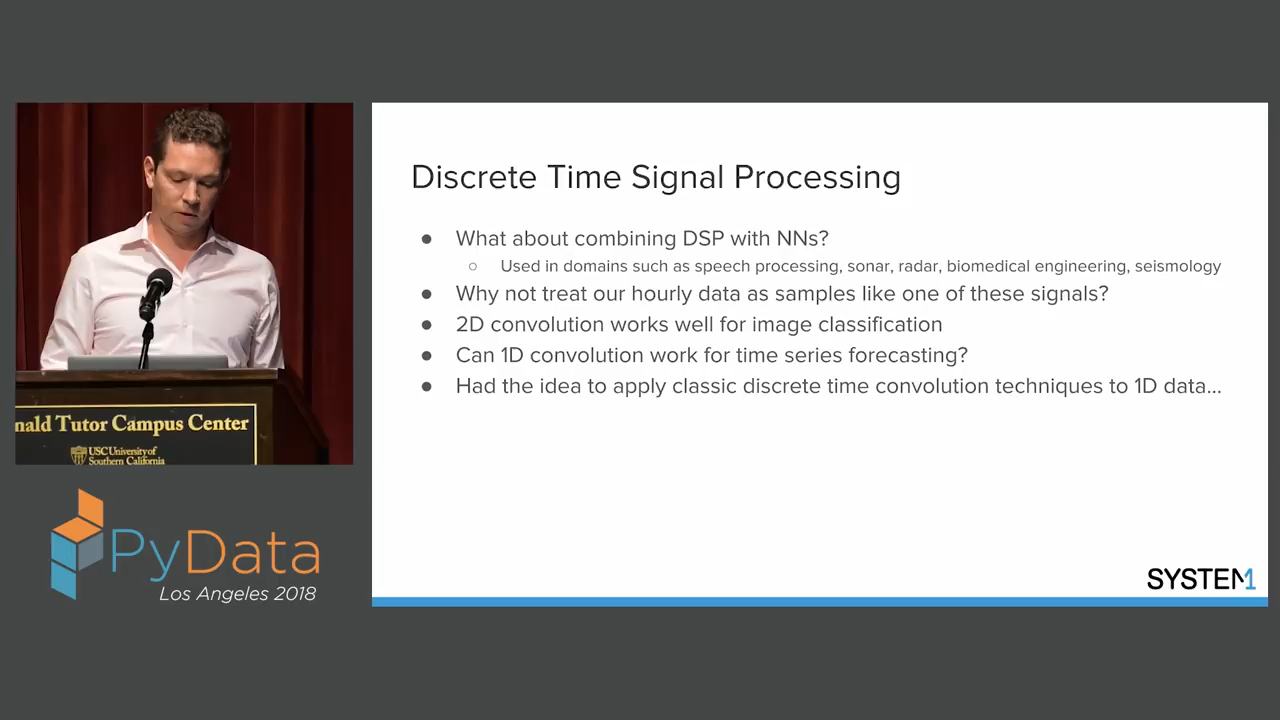 Discrete Time Signal Processing
● What about combining DSP with NNs?
○ Used in domains such as speech processing, sonar, radar, biomedical engineering, seismology
● Why not treat our hourly data as samples like one of these signals?
● 2D convolution works well for image classification
● Can 1D convolution work for time series forecasting?
● Had the idea to apply classic discrete time convolution techniques to 1D data...
SYSTEM1
nald Tutor Campus Center
USC University of
Southern California
PyData
Los Angeles 2018